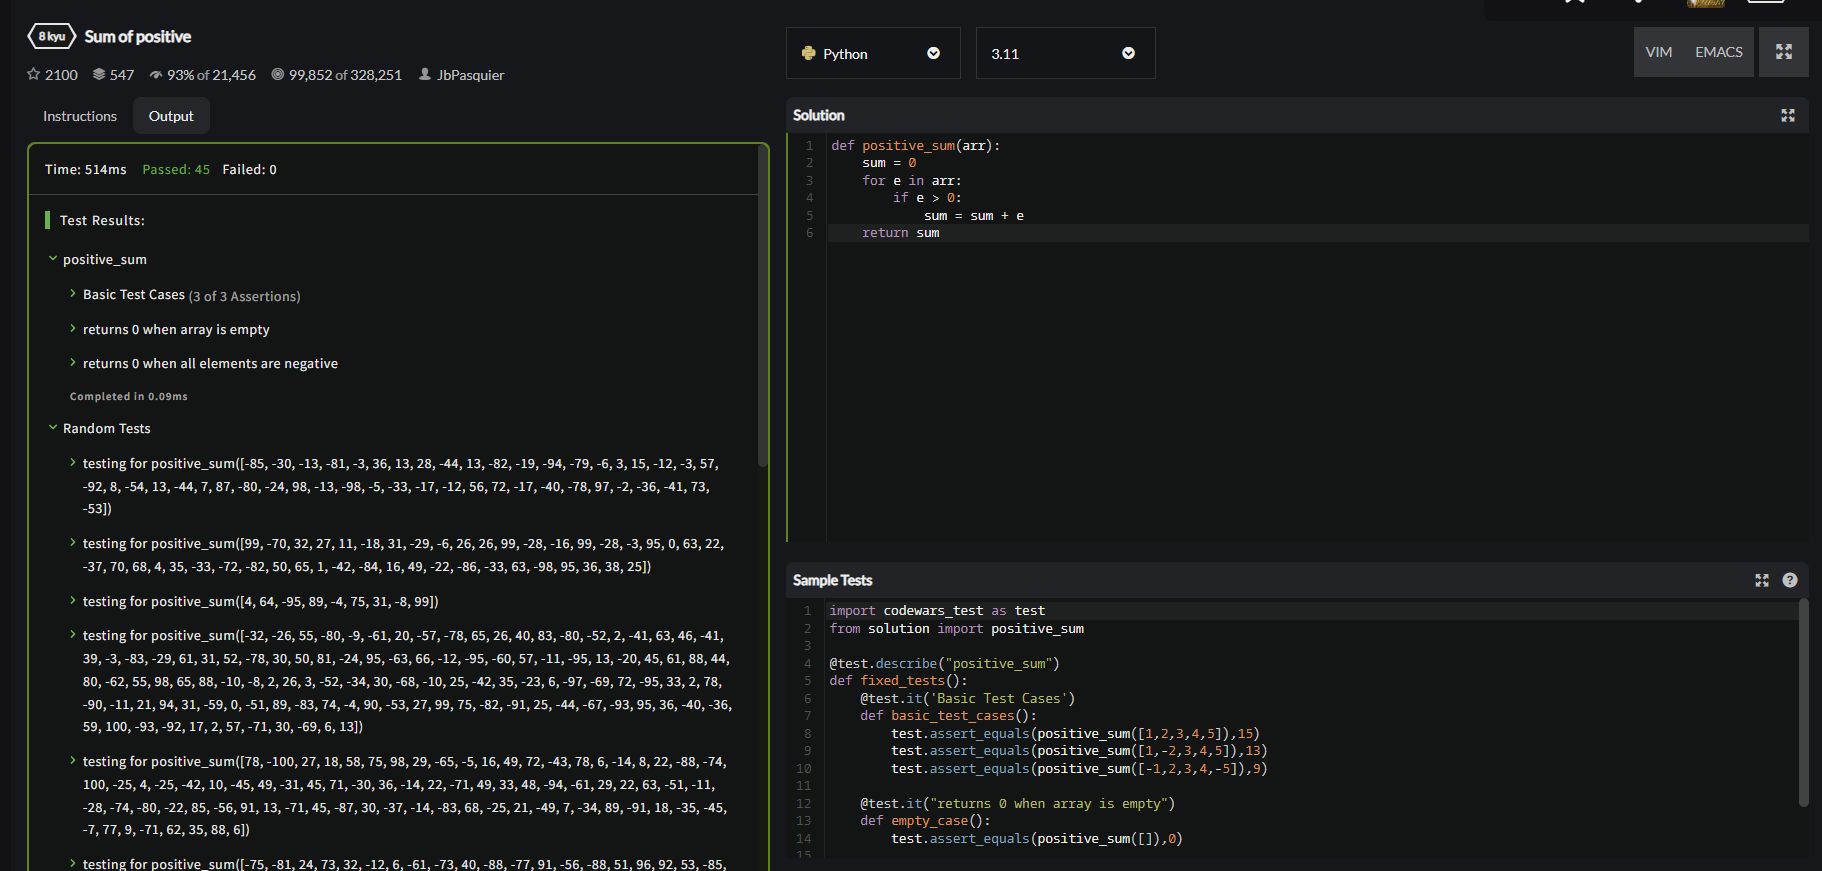 8 kyu Sum of positive
2100 547 93% of 21,456 99,852 of 328,251 JbPasquier
Instructions Output
Time: 514ms Passed: 45 Failed: 0
Test Results:
positive_sum
Basic Test Cases (3 of 3 Assertions)
returns 0 when array is empty
returns 0 when all elements are negative
Completed in 0.09ms
Random Tests
testing for positive_sum([-85, -30, -13, -81, -3, 36, 13, 28, -44, 13, -82, -19, -94, -79, -6, 3, 15, -12, -3, 57,
-92, 8, -54, 13, -44, 7, 87, -80, -24, 98, -13, -98, -5, -33, -17, -12, 56, 72, -17, -40, -78, 97, -2, -36, -41, 73,
-53])
testing for positive_sum([99, -70, 32, 27, 11, -18, 31, -29, -6, 26, 26, 99, -28, -16, 99, -28, -3, 95, 0, 63, 22,
-37, 70, 68, 4, 35, -33, -72, -82, 50, 65, 1, -42, -84, 16, 49, -22, -86, -33, 63, -98, 95, 36, 38, 25])
testing for positive_sum([4, 64, -95, 89, -4, 75, 31, -8, 99])
testing for positive_sum([-32, -26, 55, -80, -9, -61, 20, -57, -78, 65, 26, 40, 83, -80, -52, 2, -41, 63, 46, -41,
39, -3, -83, -29, 61, 31, 52, -78, 30, 50, 81, -24, 95, -63, 66, -12, -95, -60, 57, -11, -95, 13, -20, 45, 61, 88, 44,
80, -62, 55, 98, 65, 88, -10, -8, 2, 26, 3, -52, -34, 30, -68, -10, 25, -42, 35, -23, 6, -97, -69, 72, -95, 33, 2, 78,
-90, -11, 21, 94, 31, -59, 0, -51, 89, -83, 74, -4, 90, -53, 27, 99, 75, -82, -91, 25, -44, -67, -93, 95, 36, -40, -36,
59, 100, -93, -92, 17, 2, 57, -71, 30, -69, 6, 13])
testing for positive_sum([78, -100, 27, 18, 58, 75, 98, 29, -65, -5, 16, 49, 72, -43, 78, 6, -14, 8, 22, -88, -74,
100, -25, 4, -25, -42, 10, -45, 49, -31, 45, 71, -30, 36, -14, 22, -71, 49, 33, 48, -94, -61, 29, 22, 63, -51, -11,
-28, -74, -80, -22, 85, -56, 91, 13, -71, 45, -87, 30, -37, -14, -83, 68, -25, 21, -49, 7, -34, 89, -91, 18, -35, -45,
-7, 77, 9, -71, 62, 35, 88, 6])
testing for positive_sum([-75, -81, 24, 73, 32, -12, 6, -61, -73, 40, -88, -77, 91, -56, -88, 51, 96, 92, 53, -85,
Python 3.11 VIM EMACS
Solution
1 def positive_sum(arr):
2 sum = 0
3 for e in arr:
4 if e > 0:
5 sum = sum + e
6 return sum
Sample Tests ?
1 import codewars_test as test
2 from solution import positive_sum
3
4 @test.describe("positive_sum")
5 def fixed_tests():
6 @test.it('Basic Test Cases')
7 def basic_test_cases():
8 test.assert_equals(positive_sum([1,2,3,4,5]),15)
9 test.assert_equals(positive_sum([1,-2,3,4,5]),13)
10 test.assert_equals(positive_sum([-1,2,3,4,-5]),9)
11
12 @test.it("returns 0 when array is empty")
13 def empty_case():
14 test.assert_equals(positive_sum([]),0)
15